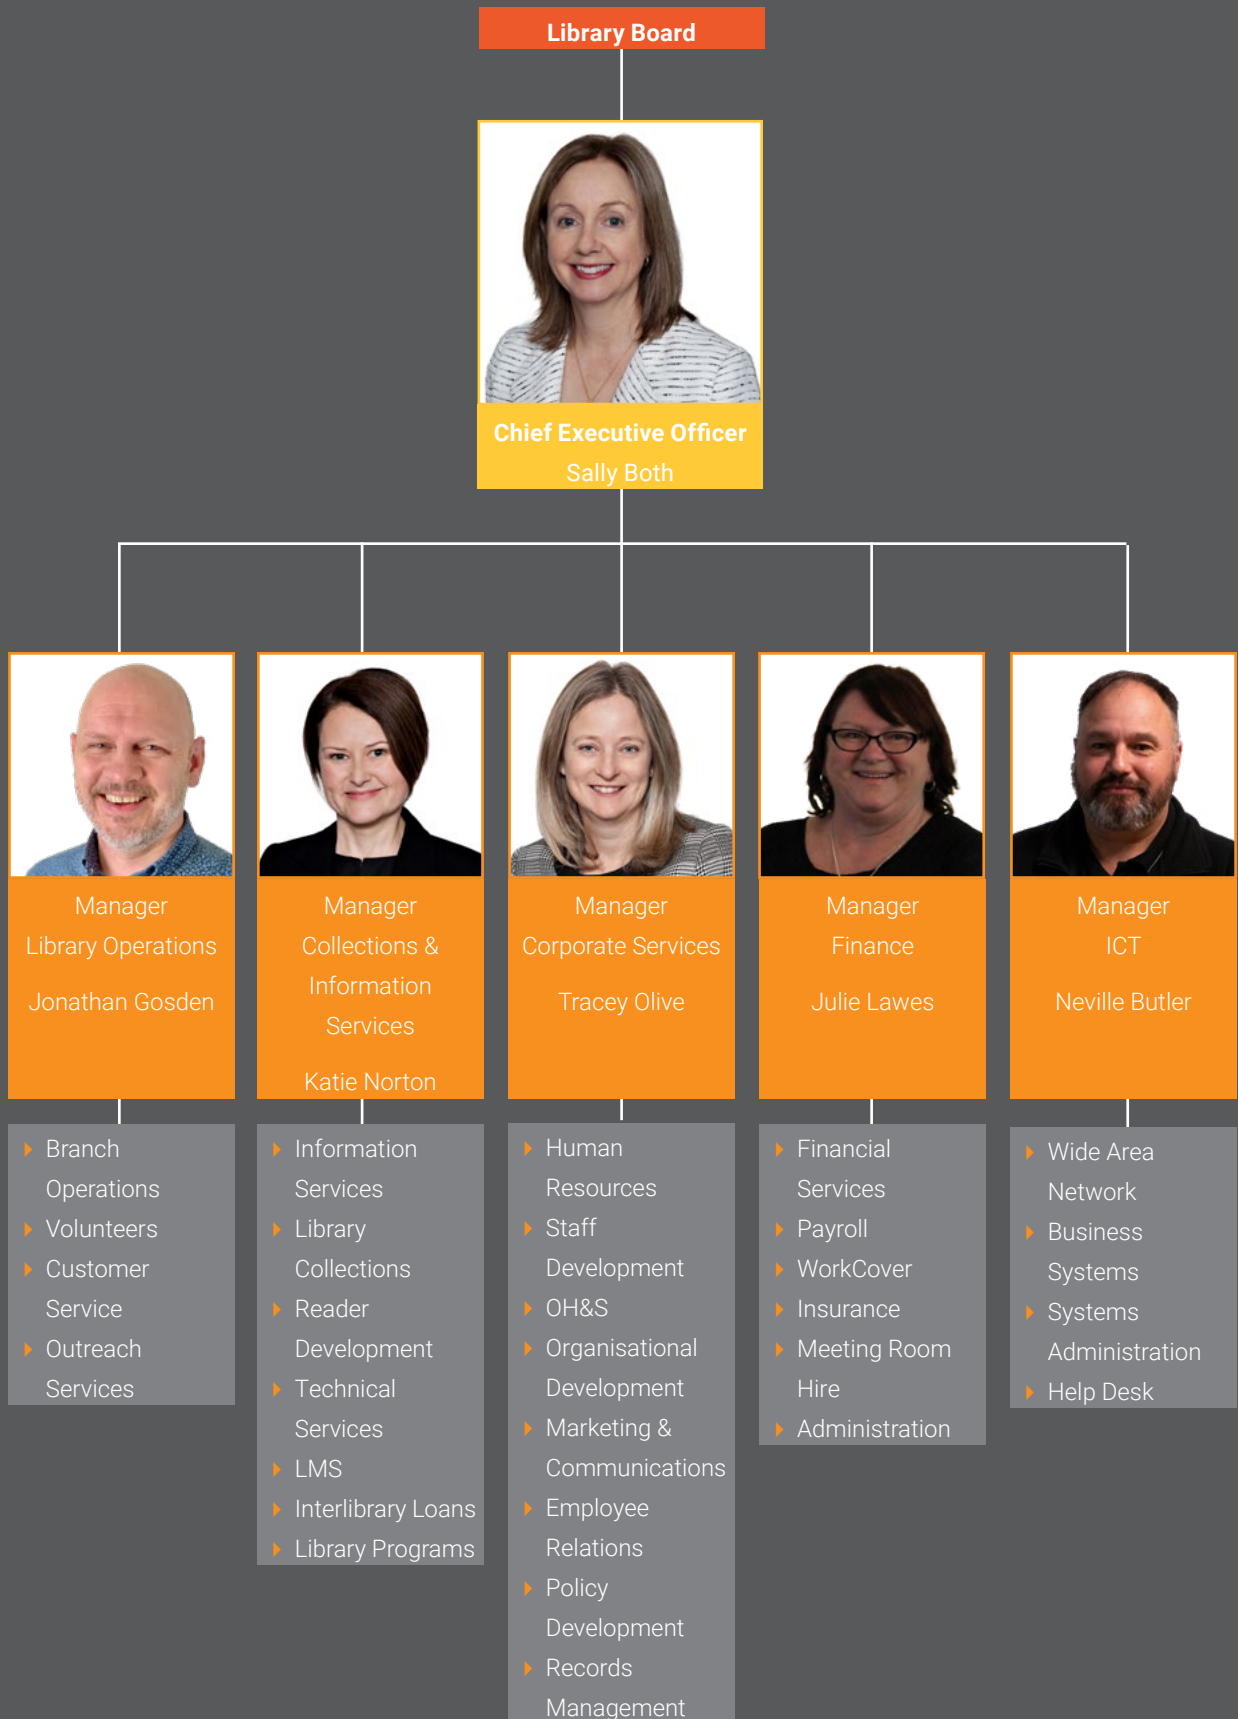 Library Board
Chief Executive Officer
Sally Both
Manager
Library Operations
Jonathan Gosden
Manager
Collections &
Information
Services
Katie Norton
Manager
Corporate Services
Tracey Olive
Manager
Finance
Julie Lawes
Manager
ICT
Neville Butler
Branch
Operations
Volunteers
Customer
Service
Outreach
Services
Information
Services
Library
Collections
Reader
Development
Technical
Services
LMS
Interlibrary Loans
Library Programs
Human
Resources
Staff
Development
OH&S
Organisational
Development
Marketing &
Communications
Employee
Relations
Policy
Development
Records
Management
Financial
Services
Payroll
WorkCover
Insurance
Meeting Room
Hire
Administration
Wide Area
Network
Business
Systems
Systems
Administration
Help Desk